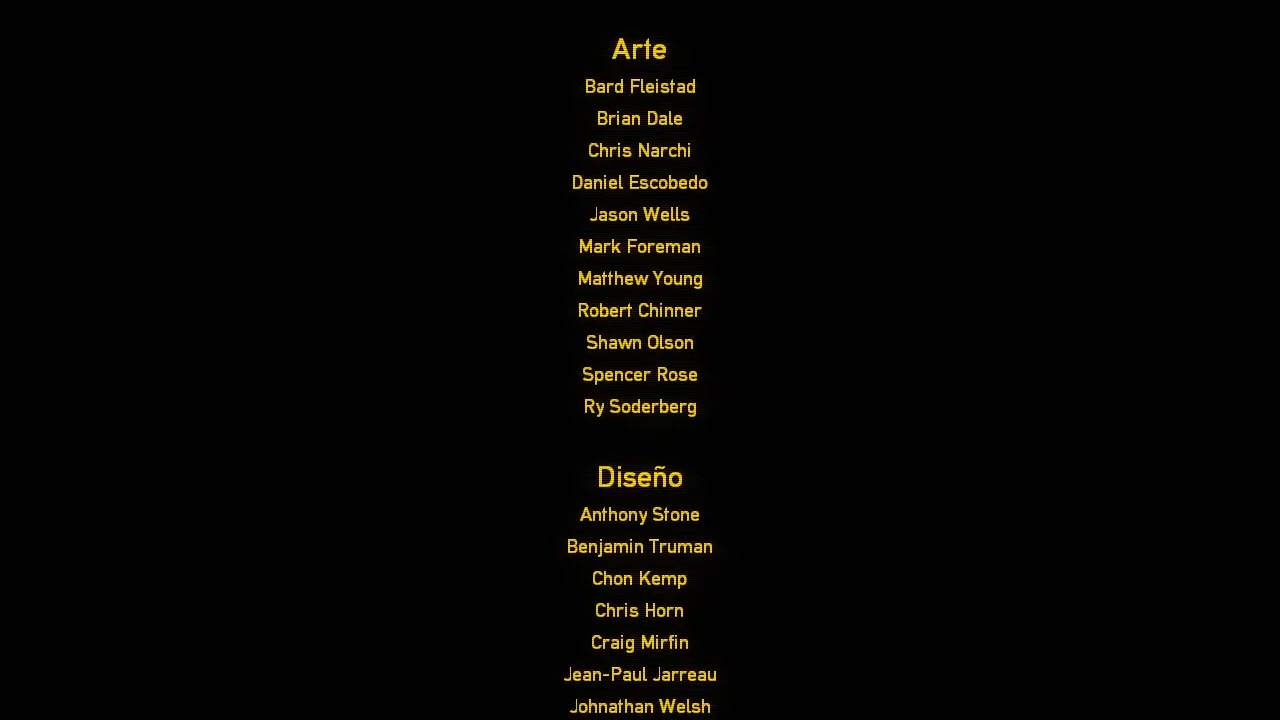 Arte
Bard Fleistad
Brian Dale
Chris Narchi
Daniel Escobedo
Jason Wells
Mark Foreman
Matthew Young
Robert Chinner
Shawn Olson
Spencer Rose
Ry Soderberg
Diseño
Anthony Stone
Benjamin Truman
Chon Kemp
Chris Horn
Craig Mirfin
Jean-Paul Jarreau
Johnathan Welsh